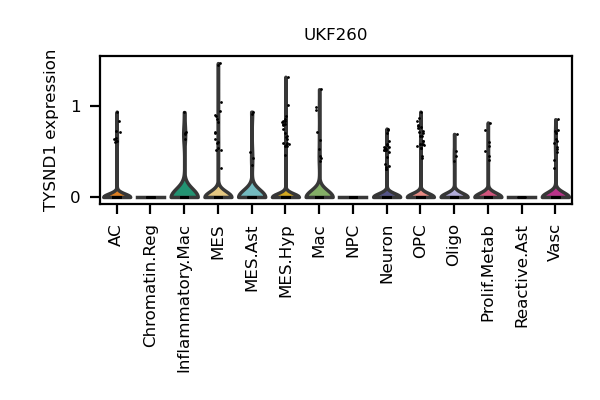 UKF260
TYSND1 expression
1
0
AC
Chromatin.Reg
Inflammatory.Mac
MES
MES.Ast
MES.Hyp
Mac
NPC
Neuron
OPC
Oligo
Prolif.Metab
Reactive.Ast
Vasc